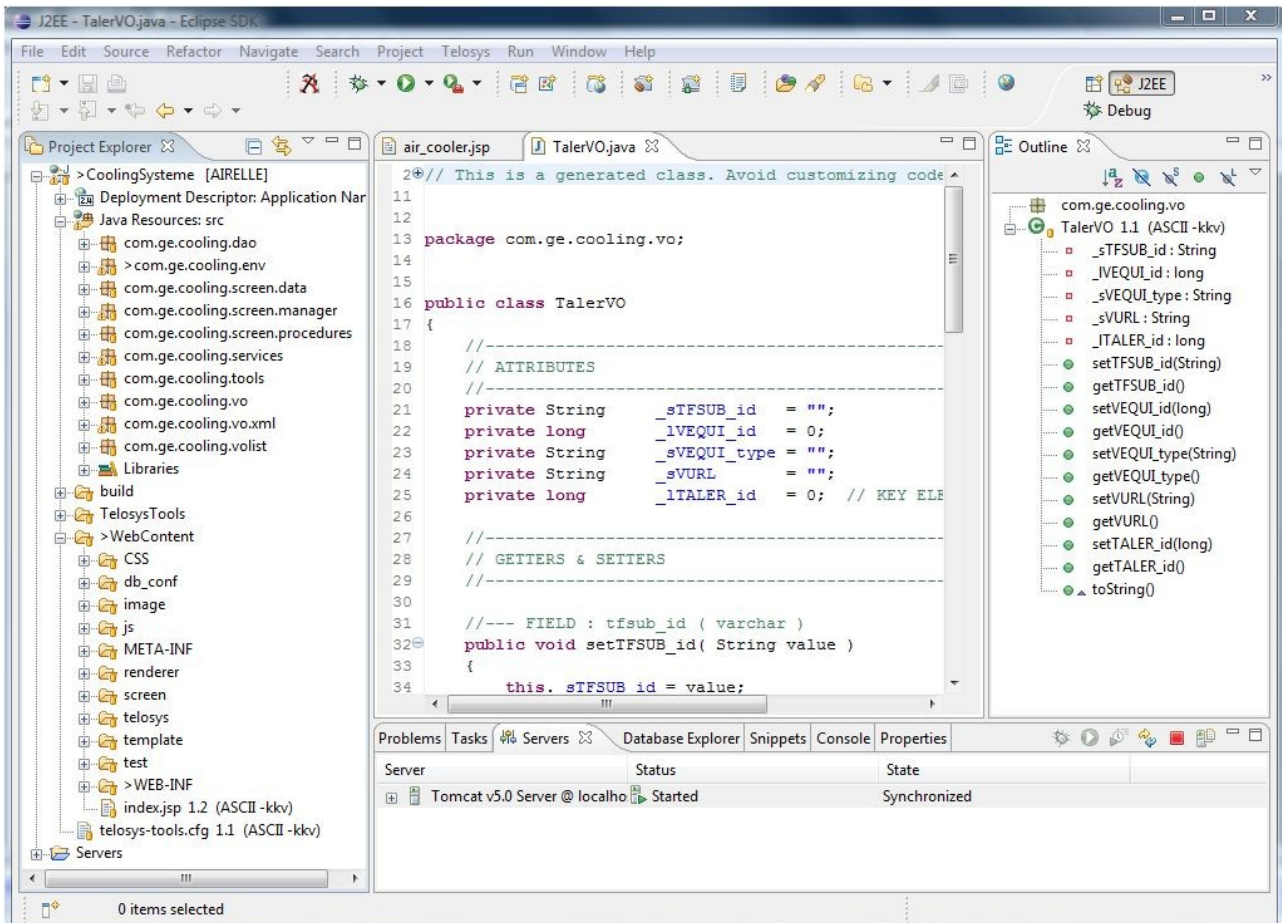 J2EE - TalerVO.java - Eclipse SDK
File Edit Source Refactor Navigate Search Project Telosys Run Window Help
J2EE
Debug
Project Explorer
>CoolingSysteme [AIRELLE]
Deployment Descriptor: Application Nar
Java Resources: src
com.ge.cooling.dao
>com.ge.cooling.env
com.ge.cooling.screen.data
com.ge.cooling.screen.manager
com.ge.cooling.screen.procedures
com.ge.cooling.services
com.ge.cooling.tools
com.ge.cooling.vo
com.ge.cooling.vo.xml
com.ge.cooling.volist
Libraries
build
TelosysTools
>WebContent
CSS
db_conf
image
js
META-INF
renderer
screen
telosys
template
test
>WEB-INF
index.jsp 1.2 (ASCII -kkv)
telosys-tools.cfg 1.1 (ASCII -kkv)
Servers
air_cooler.jsp TalerVO.java
2 // This is a generated class. Avoid customizing code
11
12
13 package com.ge.cooling.vo;
14
15
16 public class TalerVO
17 {
18 //----------------------------------------------------
19 // ATTRIBUTES
20 //----------------------------------------------------
21 private String _sTFSUB_id = "";
22 private long _lVEQUI_id = 0;
23 private String _sVEQUI_type = "";
24 private String _sVURL = "";
25 private long _lTALER_id = 0; // KEY ELE
26
27 //----------------------------------------------------
28 // GETTERS & SETTERS
29 //----------------------------------------------------
30
31 //--- FIELD : tfsub_id ( varchar )
32 public void setTFSUB_id( String value )
33 {
34 this._sTFSUB_id = value;
Outline
com.ge.cooling.vo
TalerVO 1.1 (ASCII -kkv)
_sTFSUB_id : String
_lVEQUI_id : long
_sVEQUI_type : String
_sVURL : String
_lTALER_id : long
setTFSUB_id(String)
getTFSUB_id()
setVEQUI_id(long)
getVEQUI_id()
setVEQUI_type(String)
getVEQUI_type()
setVURL(String)
getVURL()
setTALER_id(long)
getTALER_id()
toString()
Problems Tasks Servers Database Explorer Snippets Console Properties
Server Status State
Tomcat v5.0 Server @ localho Started Synchronized
0 items selected